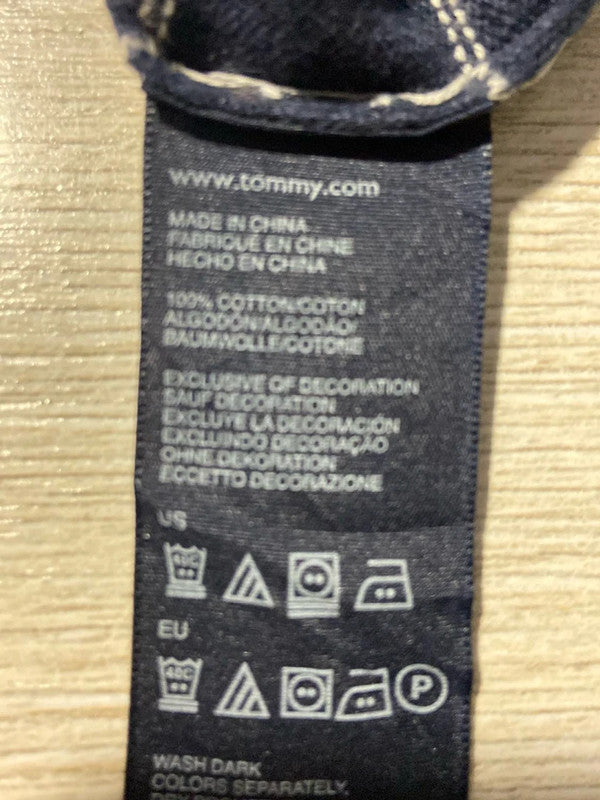 www.tommy.com
MADE IN CHINA
FABRIQUÉ EN CHINE
HECHO EN CHINA
100% COTTON/COTON
ALGODÓN/ALGODÃO/
BAUMWOLLE/COTONE
EXCLUSIVE OF DECORATION
SAUF DECORATION
EXCLUYE LA DECORACIÓN
EXCLUINDO DECORAÇÃO
OHNE DEKORATION
ECCETTO DECORAZIONE
US
EU
40C
P
WASH DARK
COLORS SEPARATELY.